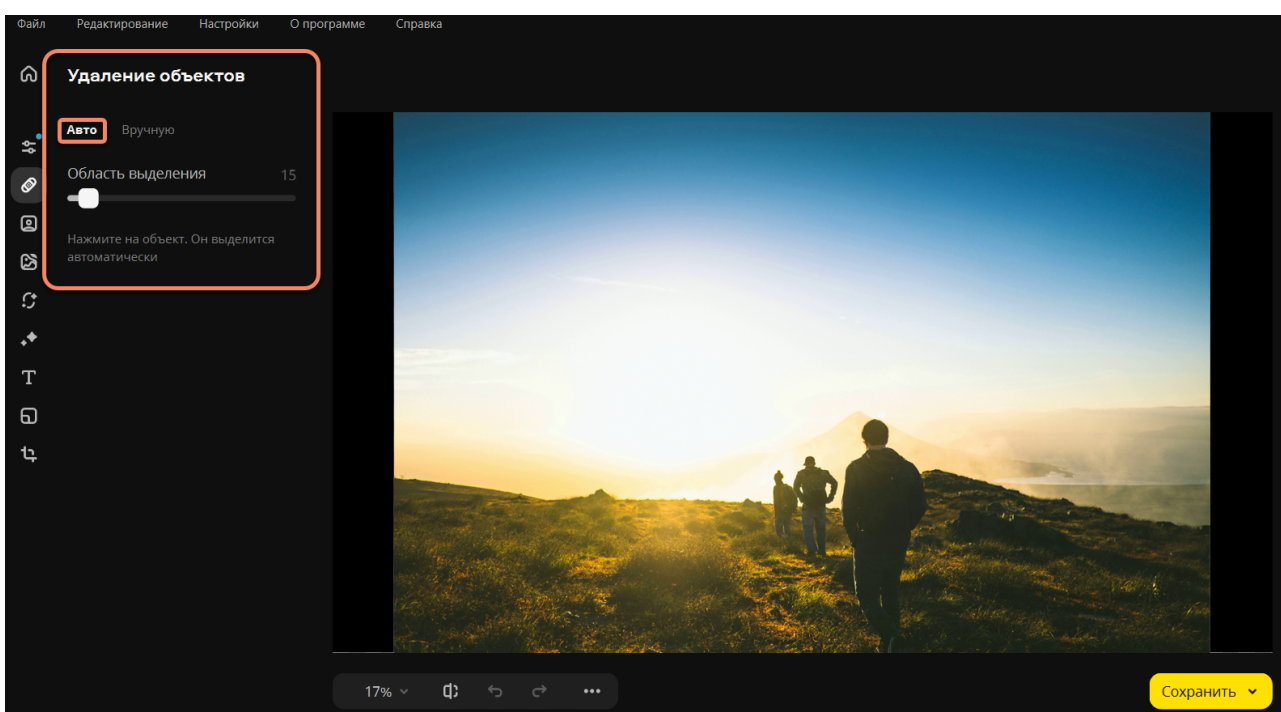 Файл Редактирование Настройки О программе Справка
Удаление объектов
Авто Вручную
Область выделения 15
Нажмите на объект. Он выделится
автоматически
17%
Сохранить